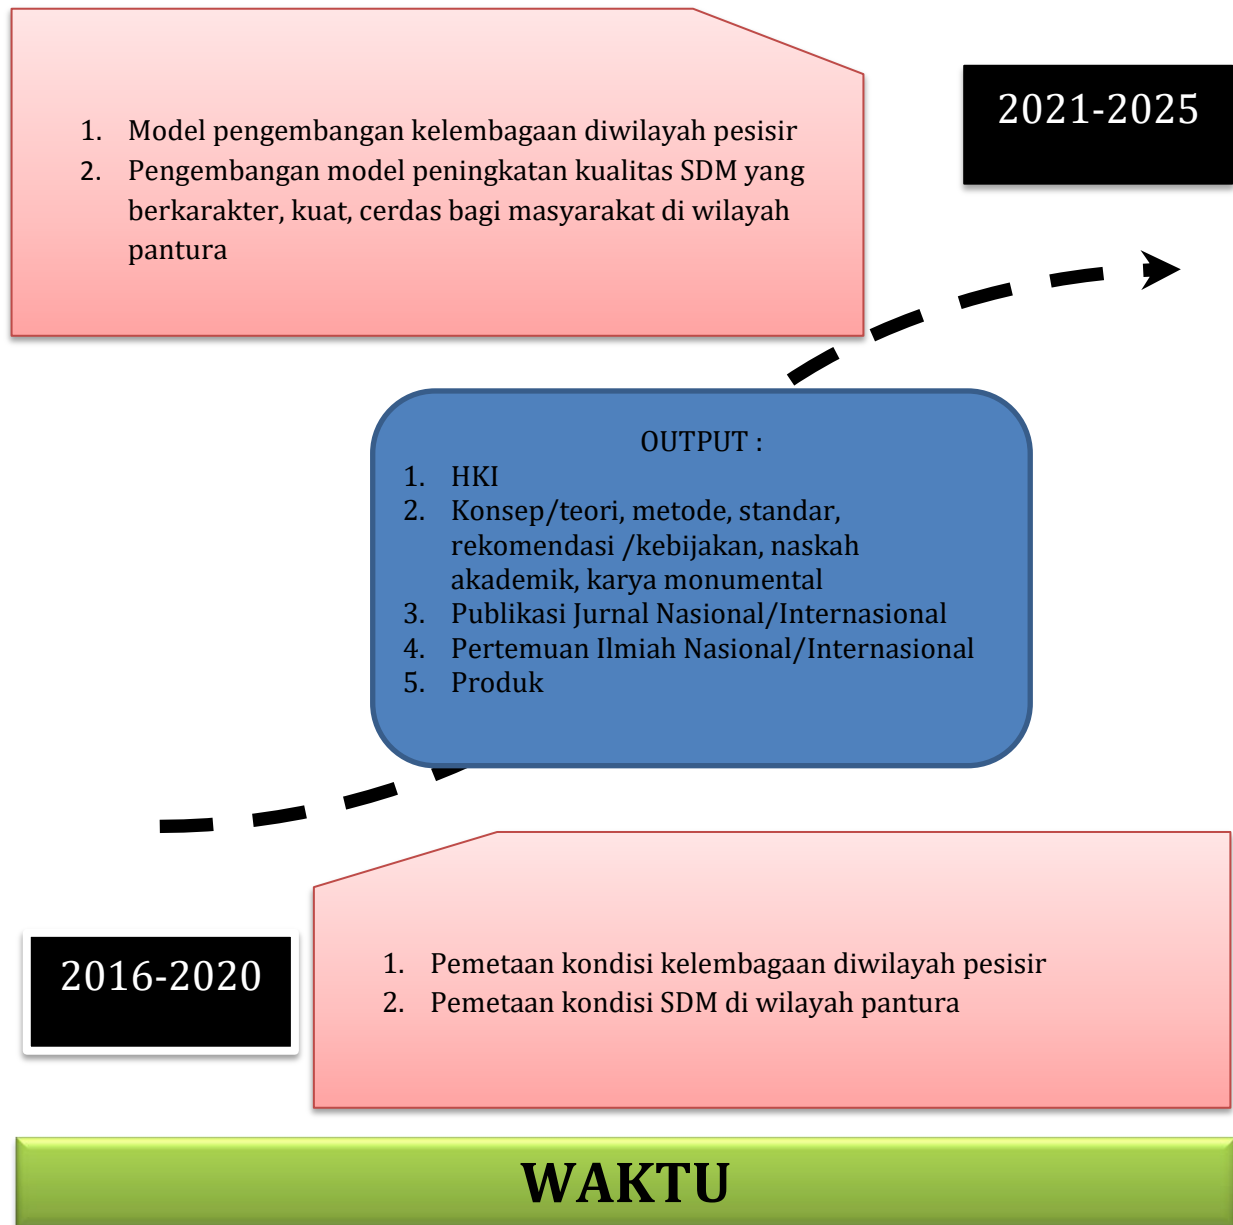 1. Model pengembangan kelembagaan diwilayah pesisir
2. Pengembangan model peningkatan kualitas SDM yang
berkarakter, kuat, cerdas bagi masyarakat di wilayah
pantura
2021-2025
OUTPUT :
1. HKI
2. Konsep/teori, metode, standar,
rekomendasi /kebijakan, naskah
akademik, karya monumental
3. Publikasi Jurnal Nasional/Internasional
4. Pertemuan Ilmiah Nasional/Internasional
5. Produk
2016-2020
1. Pemetaan kondisi kelembagaan diwilayah pesisir
2. Pemetaan kondisi SDM di wilayah pantura
WAKTU